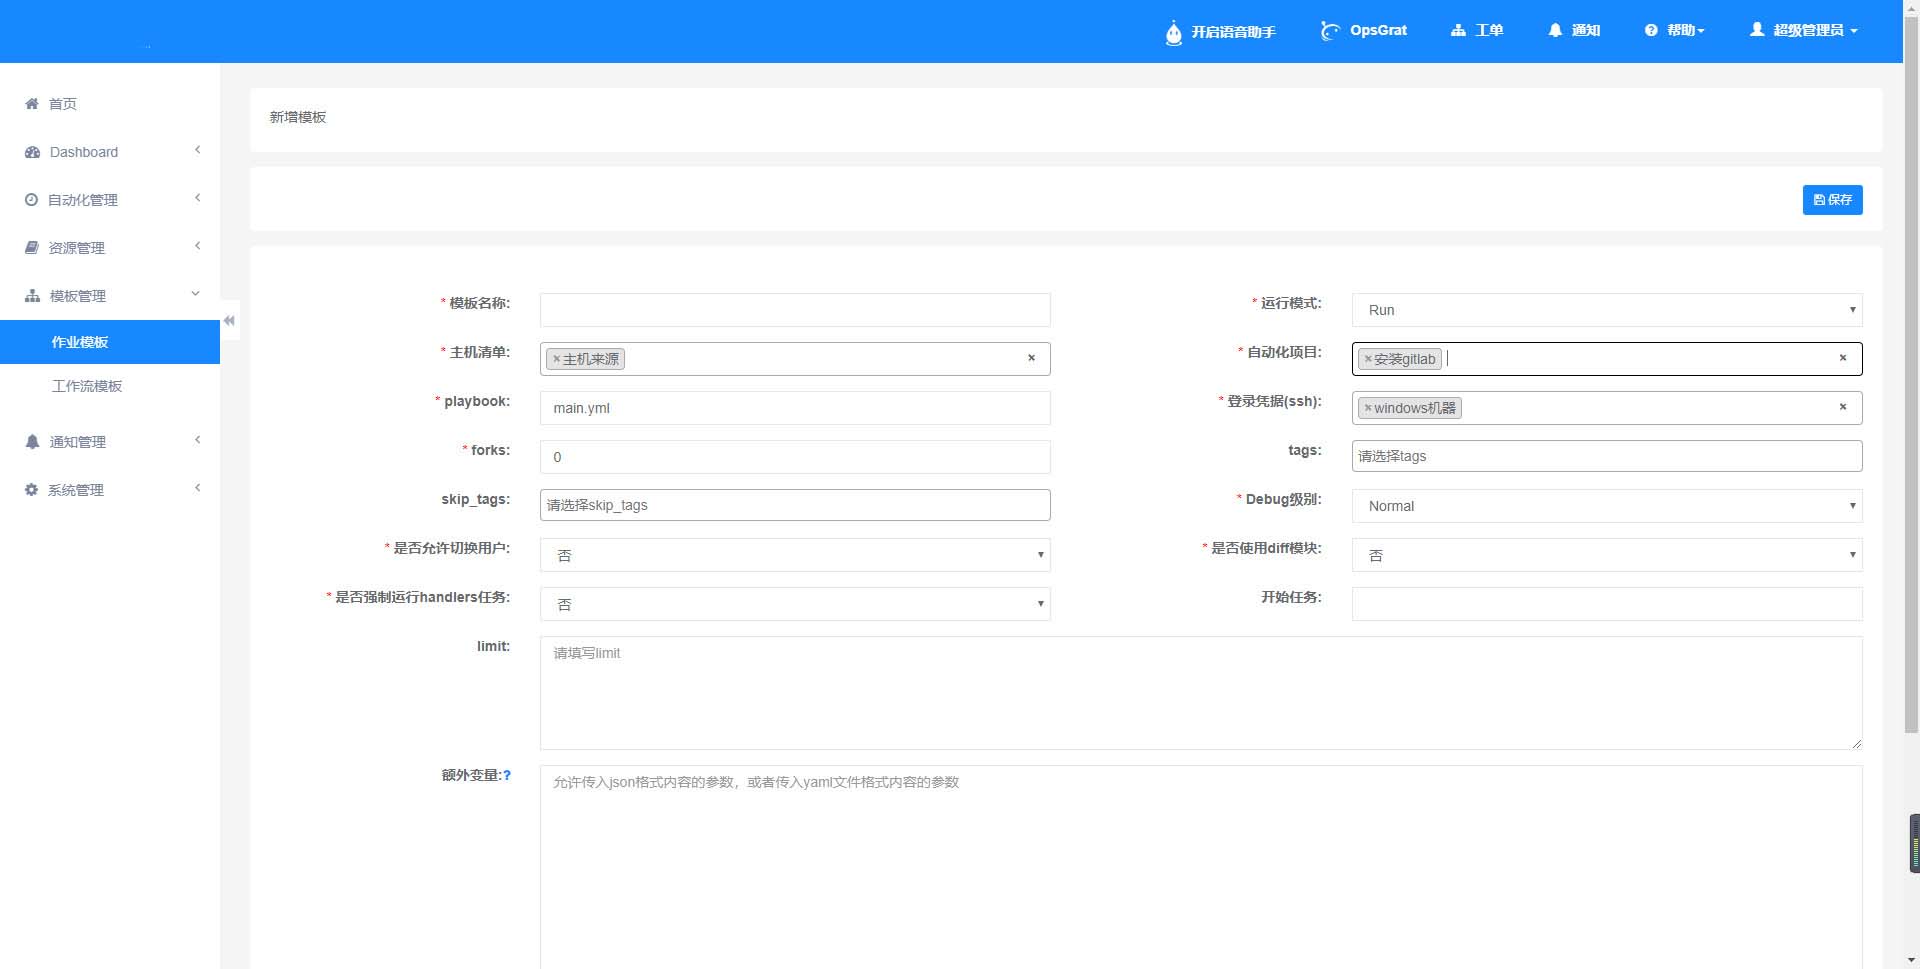 开启语音助手 OpsGrat 工单 通知 帮助 超级管理员
首页
Dashboard
自动化管理
资源管理
模板管理
作业模板
工作流模板
通知管理
系统管理
新增模板
保存
* 模板名称:
* 运行模式: Run
* 主机清单: ×主机来源 ×
* 自动化项目: ×安装gitlab ×
* playbook: main.yml
* 登录凭据(ssh): ×windows机器 ×
* forks: 0
tags: 请选择tags
skip_tags: 请选择skip_tags
* Debug级别: Normal
* 是否允许切换用户: 否
* 是否使用diff模块: 否
* 是否强制运行handlers任务: 否
开始任务:
limit: 请填写limit
额外变量:? 允许传入json格式内容的参数，或者传入yaml文件格式内容的参数